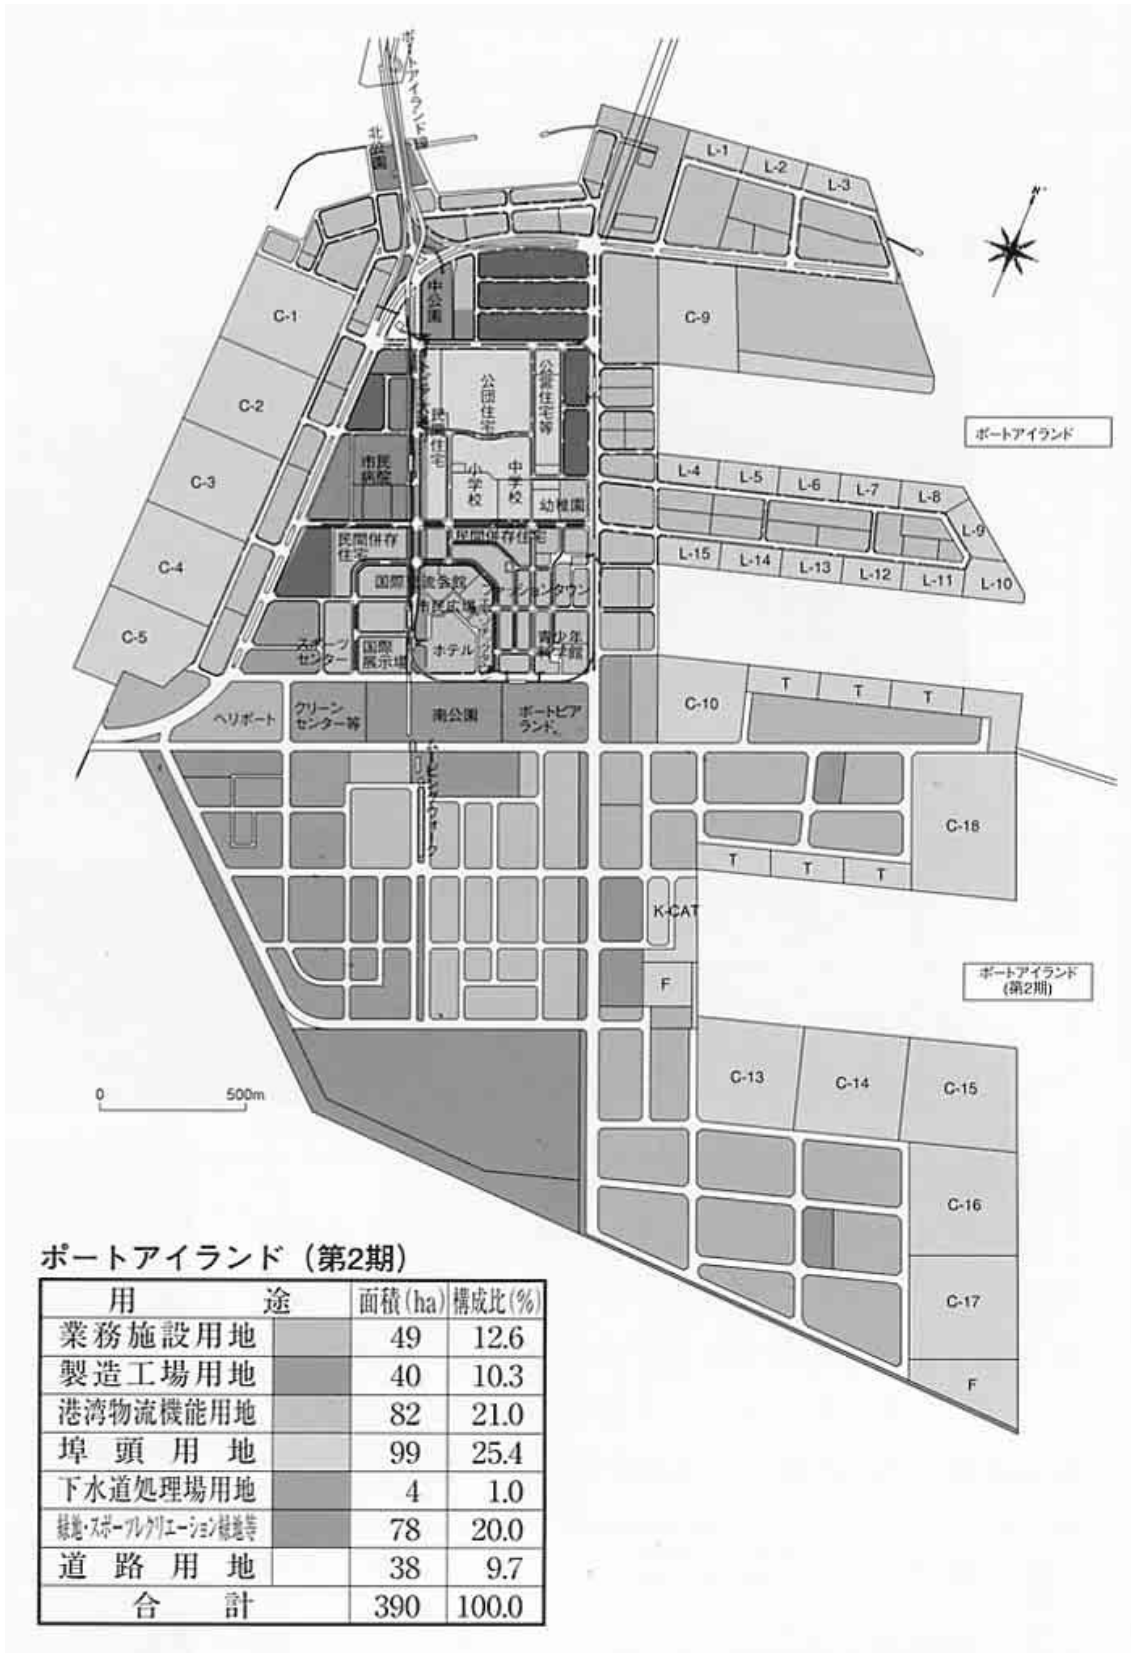 ポートアイランド線
北公園
L-1
L-2
L-3
N
中公園
C-1
C-9
C-2
公団住宅
公営住宅等
民間住宅
ポートアイランド
市民
病院
小学校
中学校
幼稚園
L-4
L-5
L-6
L-7
L-8
L-9
C-3
民間併存
住宅
民間併存住宅
L-15
L-14
L-13
L-12
L-11
L-10
C-4
国際交流会館
ファッションタウン
市民広場
C-5
スポーツ
センター
国際
展示場
ホテル
青少年
科学館
T
T
T
ヘリポート
クリーン
センター等
南公園
ポートピア
ランド
C-10
ムービングウォーク
C-18
T
T
T
K-CAT
F
ポートアイランド
(第2期)
C-13
C-14
C-15
0
500m
C-16
C-17
F
ポートアイランド(第2期)
用途 面積(ha) 構成比(%)
業務施設用地 49 12.6
製造工場用地 40 10.3
港湾物流機能用地 82 21.0
埠頭用地 99 25.4
下水道処理場用地 4 1.0
緑地・スポーツレクリエーション緑地等 78 20.0
道路用地 38 9.7
合計 390 100.0